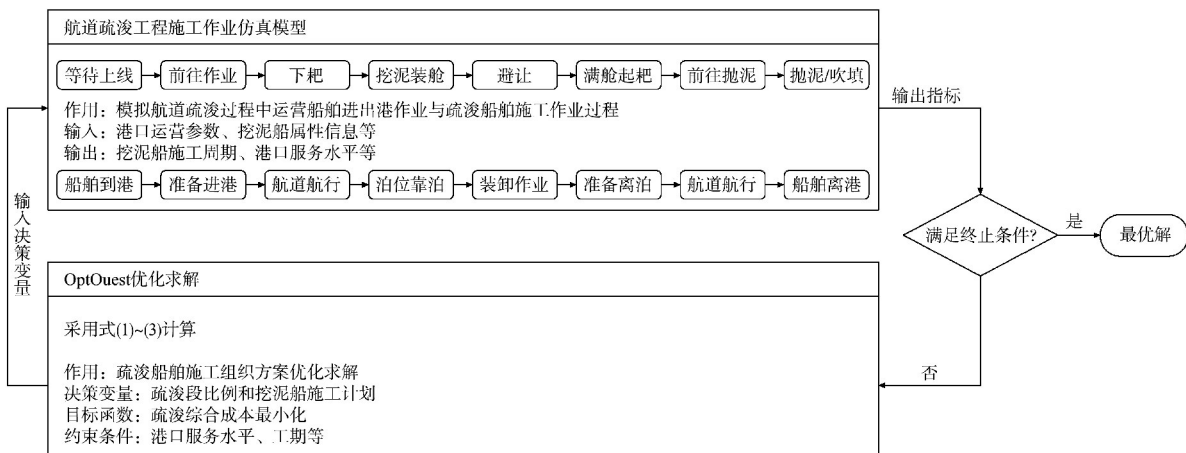 航道疏浚工程施工作业仿真模型
等待上线 前往作业 下耙 挖泥装舱 避让 满舱起耙 前往抛泥 抛泥/吹填
作用：模拟航道疏浚过程中运营船舶进出港作业与疏浚船舶施工作业过程
输入：港口运营参数、挖泥船属性信息等
输出：挖泥船施工周期、港口服务水平等
船舶到港 准备进港 航道航行 泊位靠泊 装卸作业 准备离泊 航道航行 船舶离港
输出指标
输入决策变量
满足终止条件?
是
最优解
否
OptOuest优化求解
采用式(1)~(3)计算
作用：疏浚船舶施工组织方案优化求解
决策变量：疏浚段比例和挖泥船施工计划
目标函数：疏浚综合成本最小化
约束条件：港口服务水平、工期等